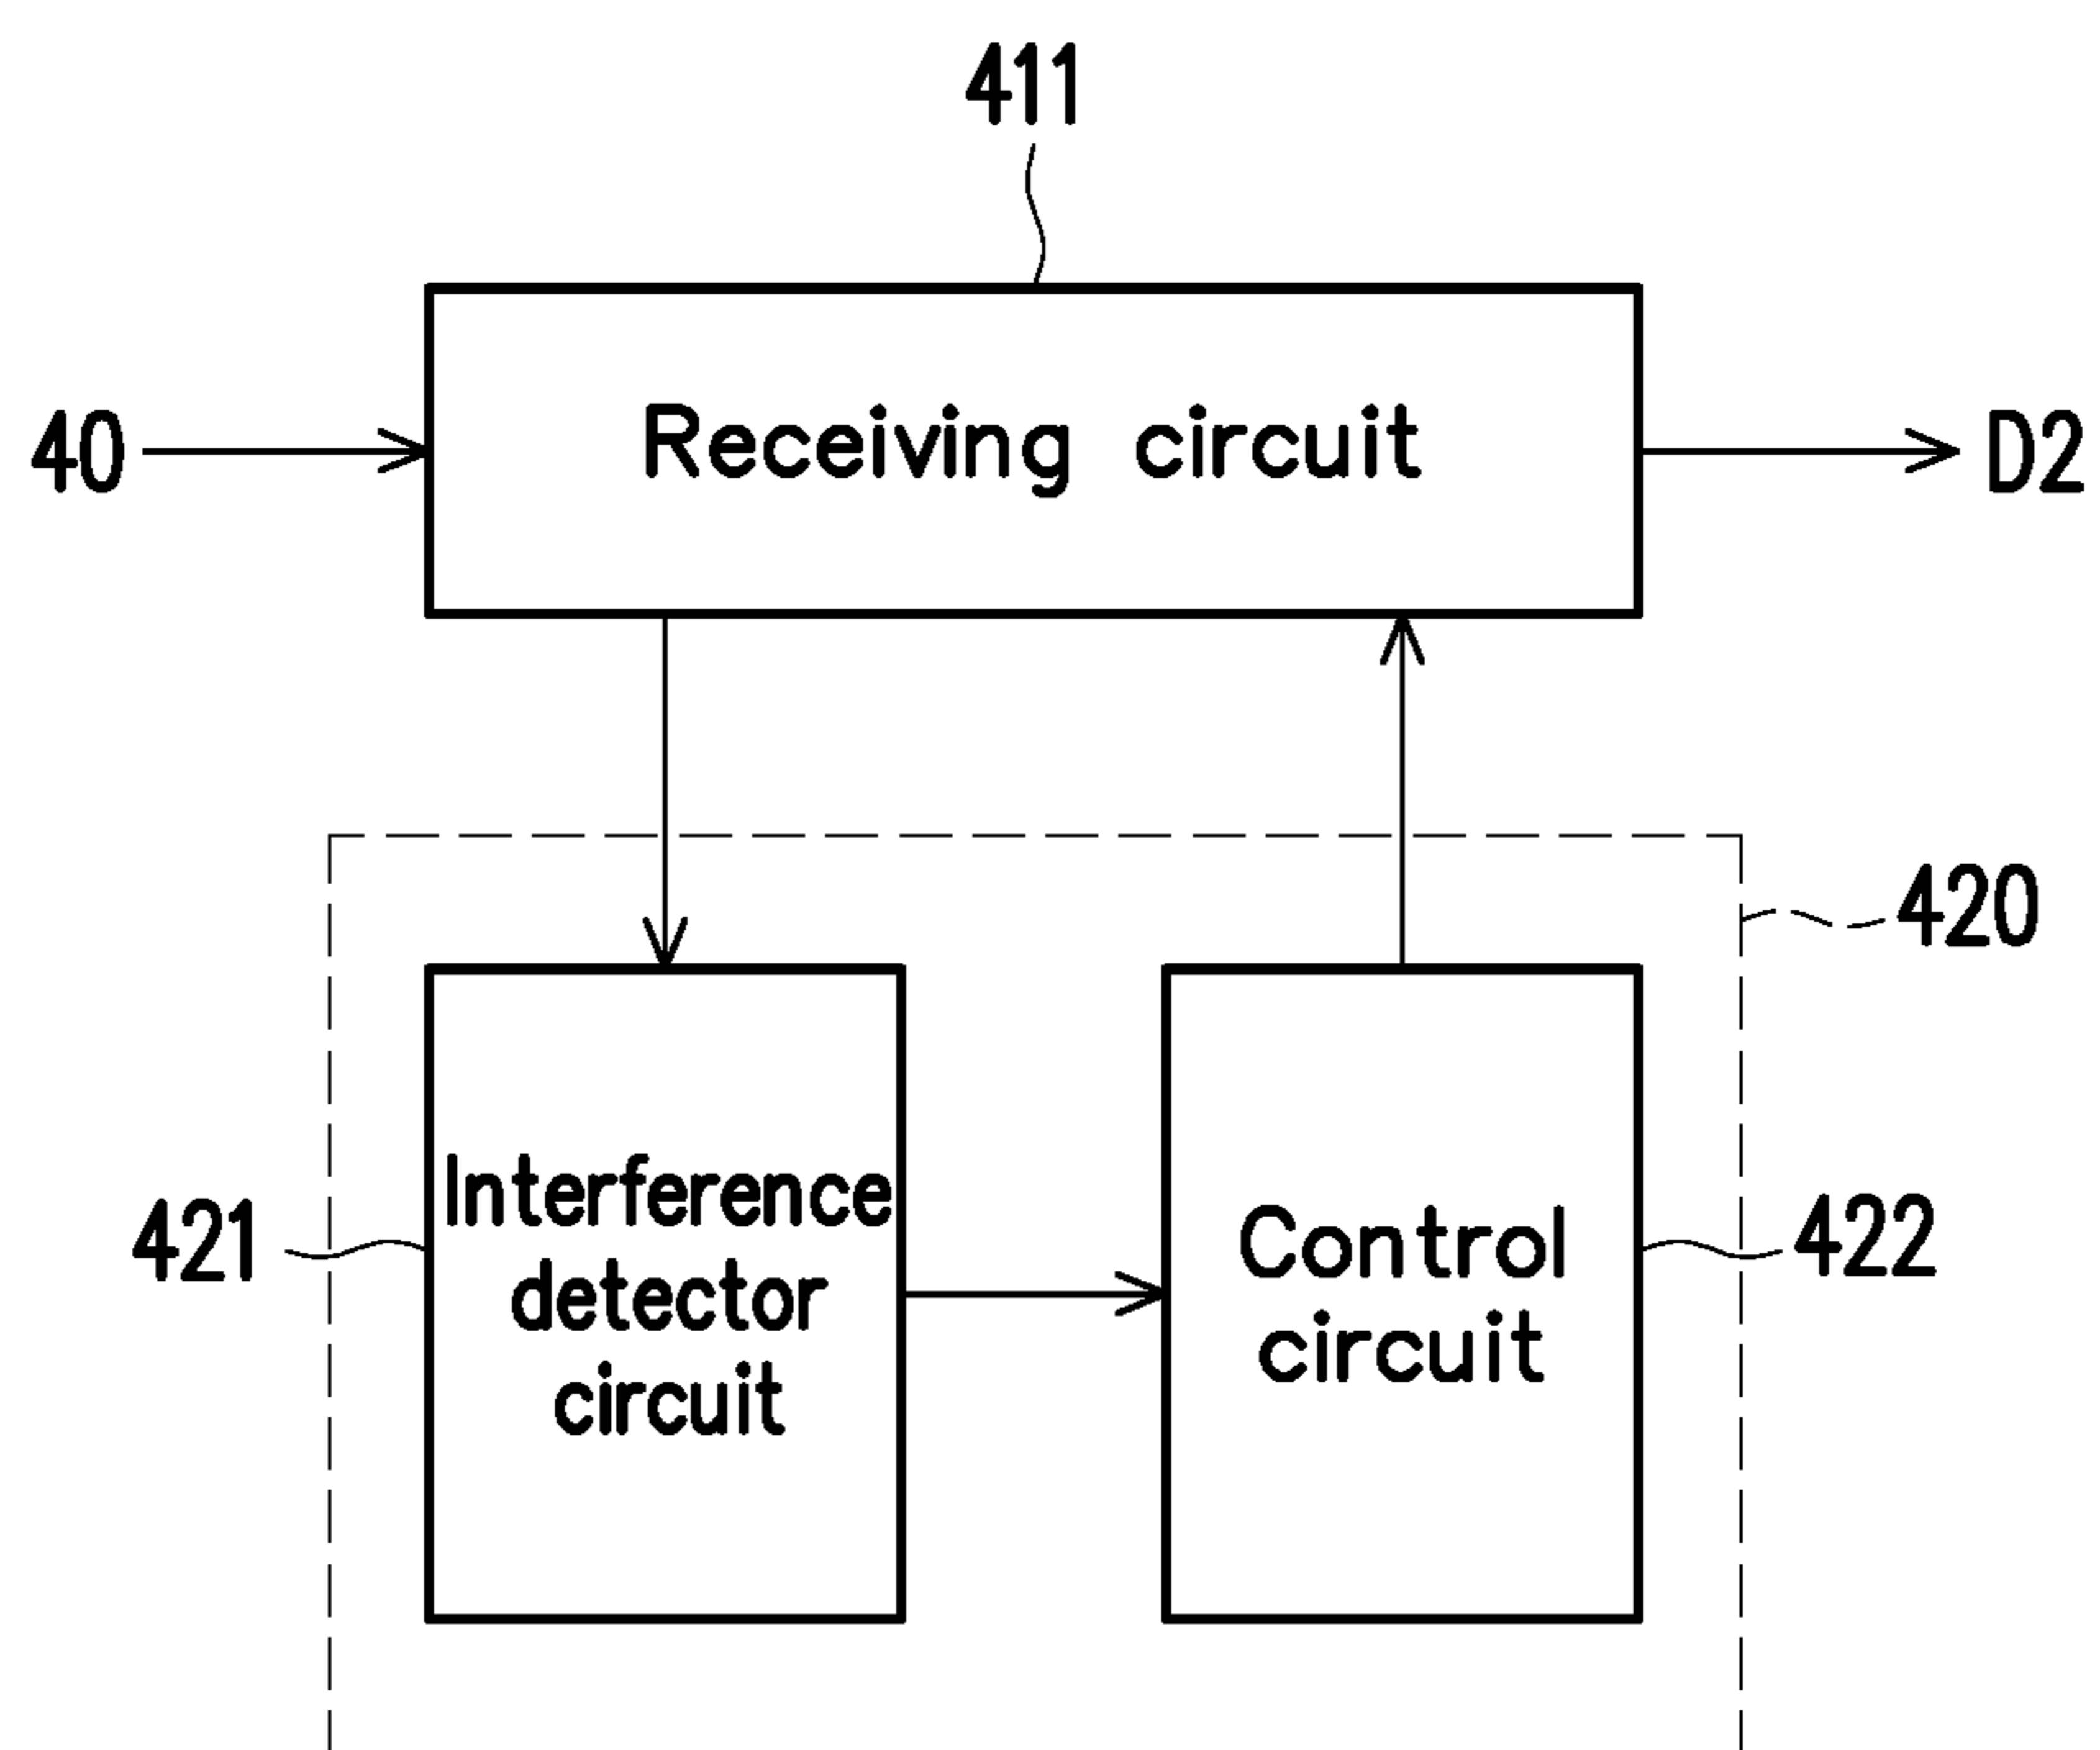 411
40
Receiving circuit
D2
420
421
Interference
detector
circuit
Control
circuit
422